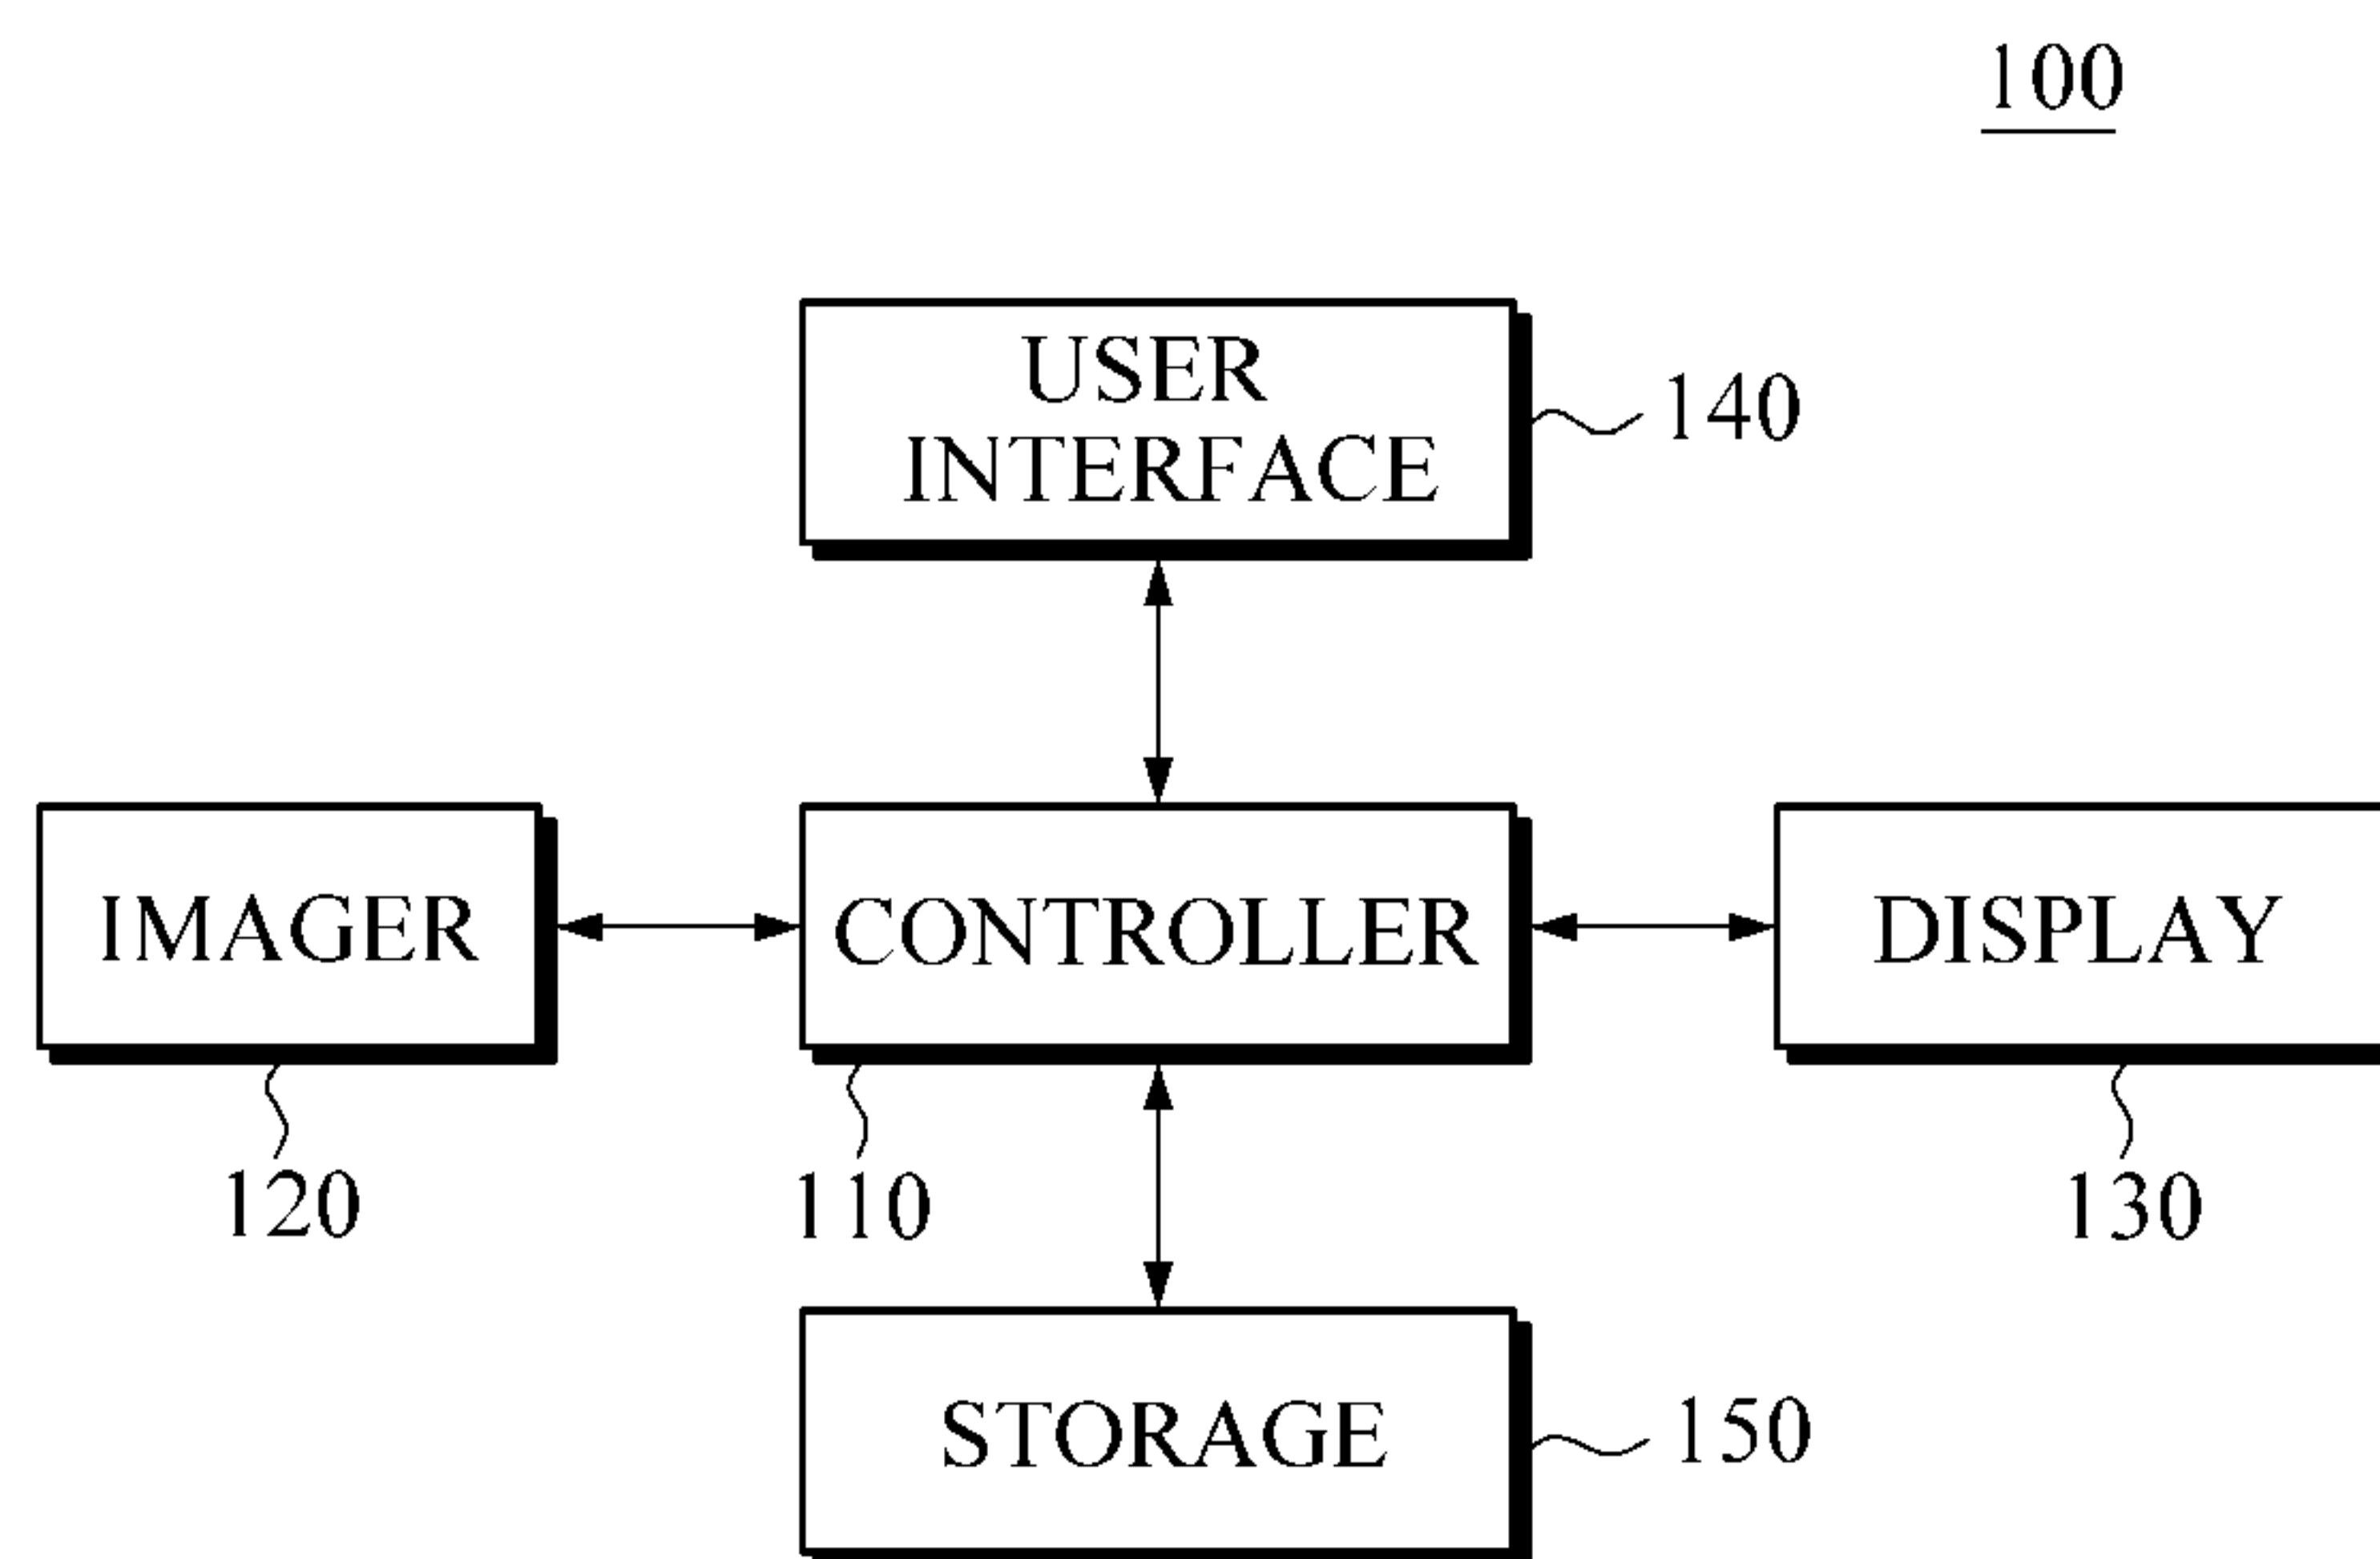 100
USER
INTERFACE
140
IMAGER
CONTROLLER
DISPLAY
120
110
130
STORAGE
150